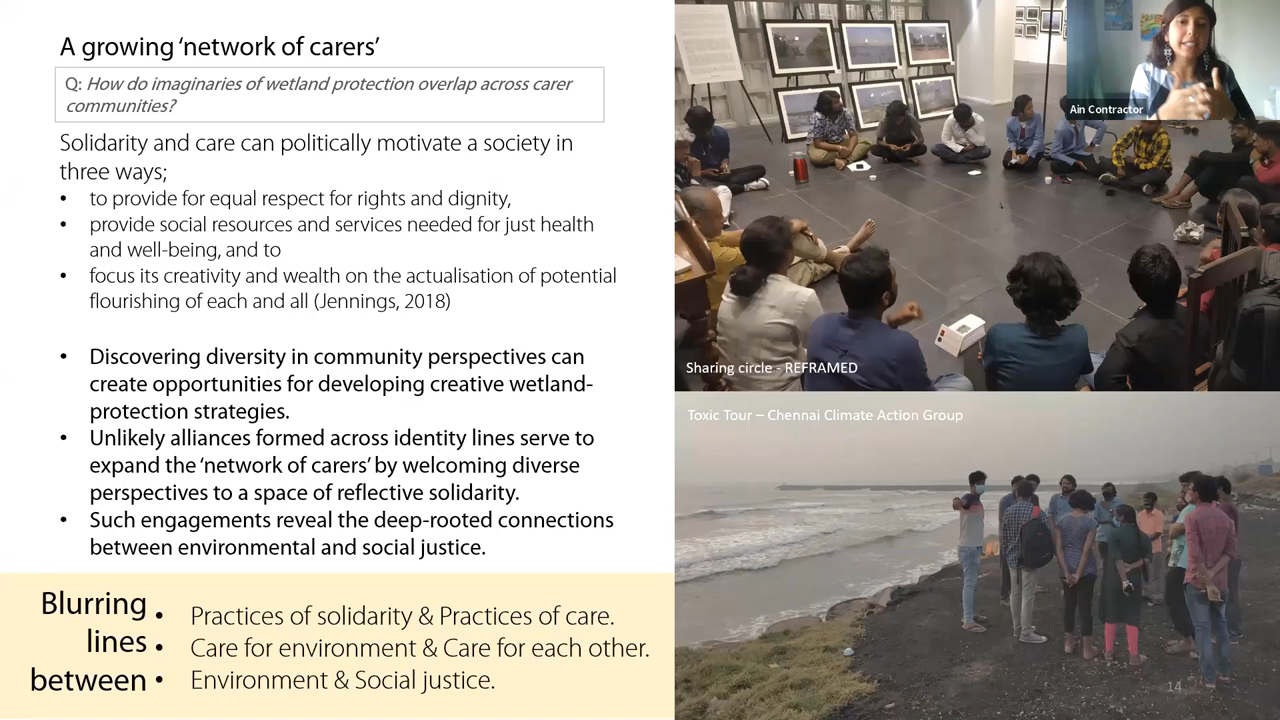 A growing ‘network of carers’
Q: How do imaginaries of wetland protection overlap across carer
communities?
Solidarity and care can politically motivate a society in
three ways;
• to provide for equal respect for rights and dignity,
• provide social resources and services needed for just health
and well-being, and to
• focus its creativity and wealth on the actualisation of potential
flourishing of each and all (Jennings, 2018)
• Discovering diversity in community perspectives can
create opportunities for developing creative wetland-
protection strategies.
• Unlikely alliances formed across identity lines serve to
expand the ‘network of carers’ by welcoming diverse
perspectives to a space of reflective solidarity.
• Such engagements reveal the deep-rooted connections
between environmental and social justice.
Blurring
lines
between
• Practices of solidarity & Practices of care.
• Care for environment & Care for each other.
• Environment & Social justice.
Ain Contractor
Sharing circle - REFRAMED
Toxic Tour – Chennai Climate Action Group
14